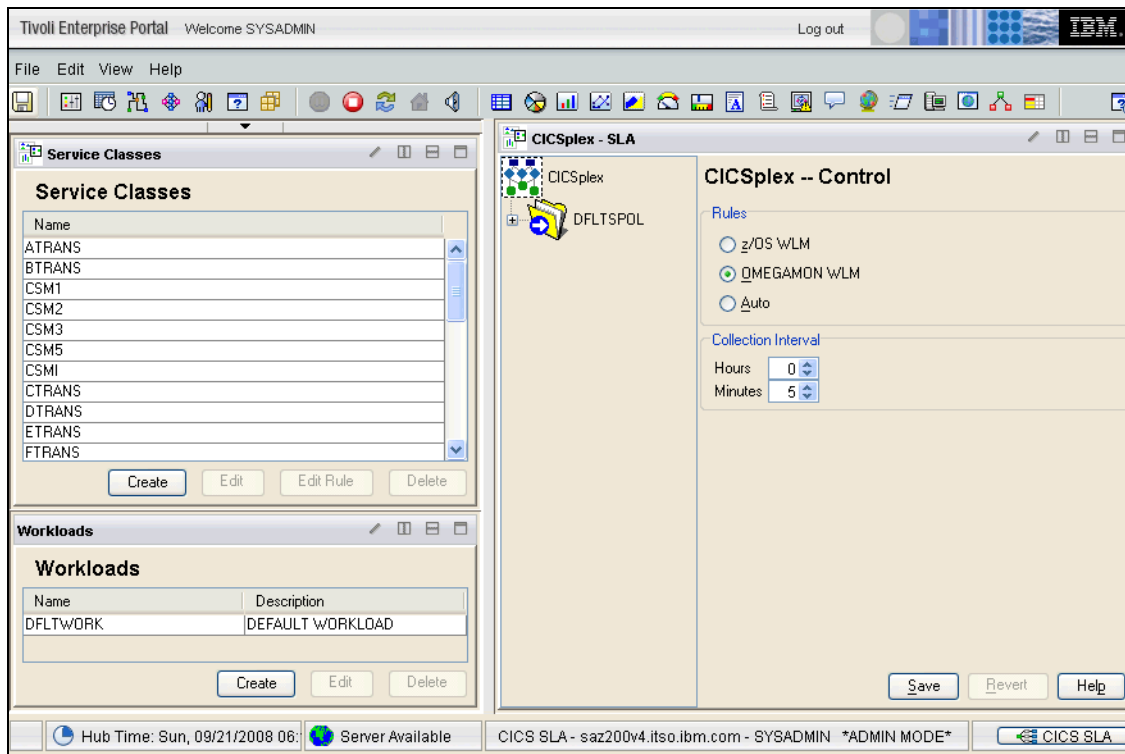 Tivoli Enterprise Portal Welcome SYSADMIN Log out IBM.
File Edit View Help
Service Classes
Service Classes
Name
ATRANS
BTRANS
CSM1
CSM2
CSM3
CSM5
CSMI
CTRANS
DTRANS
ETRANS
FTRANS
Create Edit Edit Rule Delete
Workloads
Workloads
Name Description
DFLTWORK DEFAULT WORKLOAD
Create Edit Delete
CICSplex - SLA
CICSplex
DFLTSPOL
CICSplex -- Control
Rules
z/OS WLM
OMEGAMON WLM
Auto
Collection Interval
Hours 0
Minutes 5
Save Revert Help
Hub Time: Sun, 09/21/2008 06: Server Available CICS SLA - saz200v4.itso.ibm.com - SYSADMIN *ADMIN MODE* CICS SLA